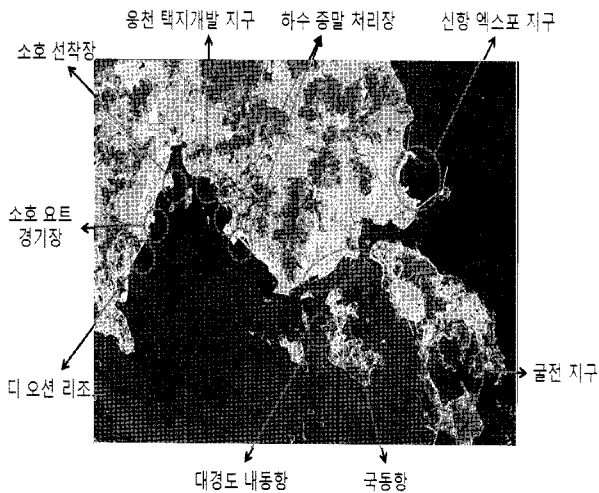 웅천 택지개발 지구
하수 종말 처리장
신항 엑스포 지구
소호 선착장
소호 요트
경기장
디 오션 리조
굴전 지구
대경도 내동항
국동항